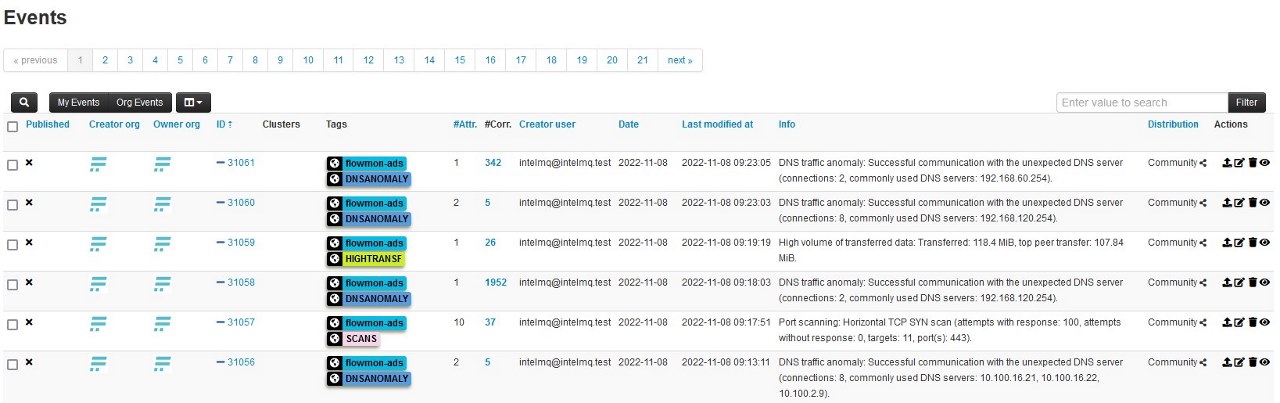 Events
« previous 1 2 3 4 5 6 7 8 9 10 11 12 13 14 15 16 17 18 19 20 21 next »
My Events Org Events Enter value to search Filter
Published Creator org Owner org ID Clusters Tags #Attr. #Corr. Creator user Date Last modified at Info Distribution Actions
31061 flowmon-ads 1 342 intelmq@intelmq.test 2022-11-08 2022-11-08 09:23:05 DNS traffic anomaly: Successful communication with the unexpected DNS server Community
DNSANOMALY (connections: 2, commonly used DNS servers: 192.168.60.254).
31060 flowmon-ads 2 5 intelmq@intelmq.test 2022-11-08 2022-11-08 09:23:03 DNS traffic anomaly: Successful communication with the unexpected DNS server Community
DNSANOMALY (connections: 8, commonly used DNS servers: 192.168.120.254).
31059 flowmon-ads 1 26 intelmq@intelmq.test 2022-11-08 2022-11-08 09:19:19 High volume of transferred data: Transferred: 118.4 MiB, top peer transfer: 107.84 Community
HIGHTRANSF MiB.
31058 flowmon-ads 1 1952 intelmq@intelmq.test 2022-11-08 2022-11-08 09:18:03 DNS traffic anomaly: Successful communication with the unexpected DNS server Community
DNSANOMALY (connections: 2, commonly used DNS servers: 192.168.120.254).
31057 flowmon-ads 10 37 intelmq@intelmq.test 2022-11-08 2022-11-08 09:17:51 Port scanning: Horizontal TCP SYN scan (attempts with response: 100, attempts Community
SCANS without response: 0, targets: 11, port(s): 443).
31056 flowmon-ads 2 5 intelmq@intelmq.test 2022-11-08 2022-11-08 09:13:11 DNS traffic anomaly: Successful communication with the unexpected DNS server Community
DNSANOMALY (connections: 8, commonly used DNS servers: 10.100.16.21, 10.100.16.22,
10.100.2.9).